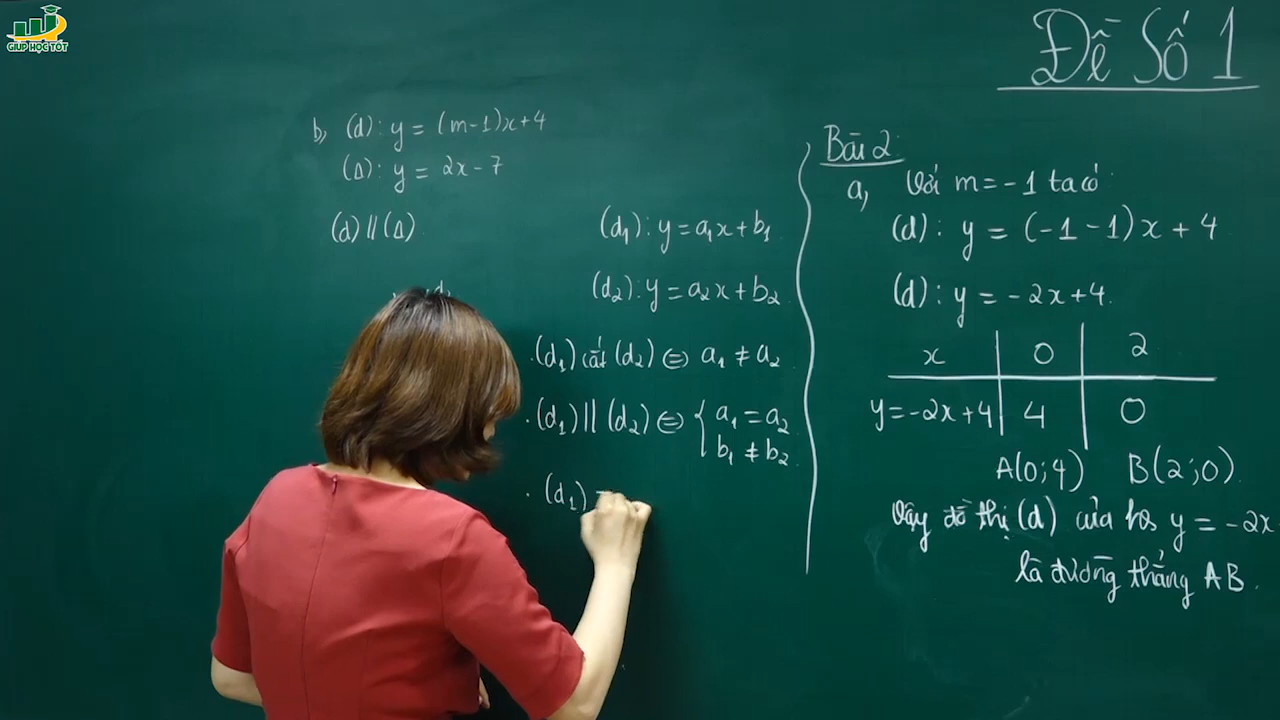 GIÚP HỌC TỐT
Đề Số 1
b, (d): y = (m-1)x+4
(Δ): y = 2x-7
(d) // (Δ)
(d₁): y = a₁x+b₁
(d₂): y = a₂x+b₂
. (d₁) cắt (d₂) ⇔ a₁ ≠ a₂
. (d₁) // (d₂) ⇔ { a₁ = a₂
b₁ ≠ b₂
. (d₁)
Bài 2:
a, Với m = -1 ta có
(d): y = (-1-1)x + 4
(d): y = -2x+4.
x | 0 | 2
y=-2x+4 | 4 | 0
A(0;4) B(2;0).
Vậy đồ thị (d) của hs y = -2x
là đường thẳng AB.